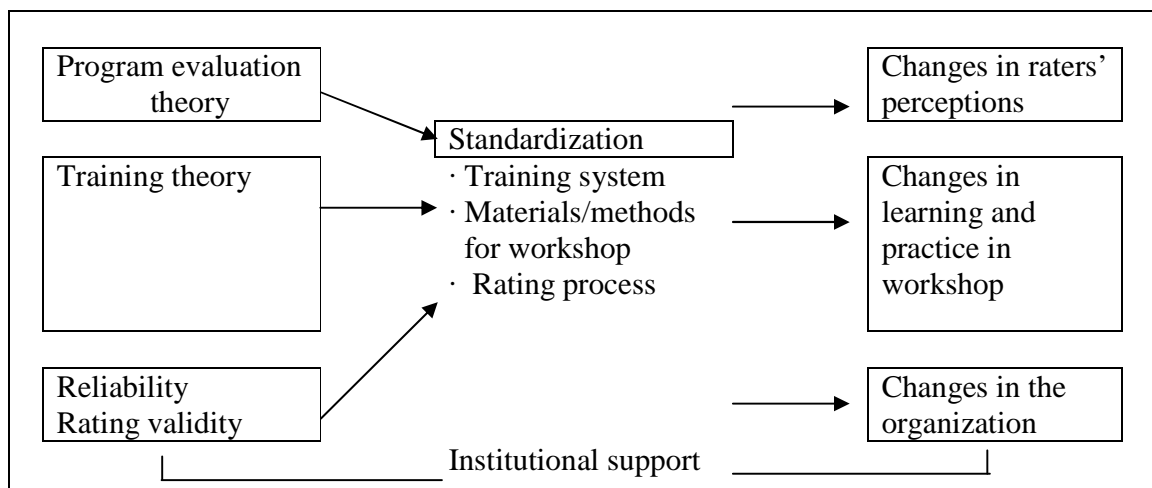 Program evaluation
theory
Training theory
Reliability
Rating validity
Standardization
· Training system
· Materials/methods
for workshop
· Rating process
Changes in raters’
perceptions
Changes in
learning and
practice in
workshop
Changes in the
organization
Institutional support